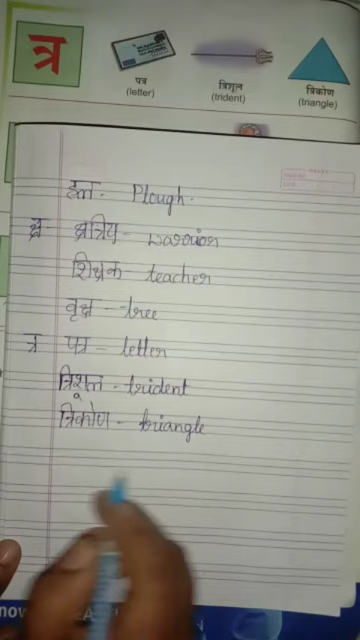 त्र
पत्र
(letter)
त्रिशूल
(trident)
त्रिकोण
(triangle)
हल - Plough.
क्ष - क्षत्रिय - warrior
शिक्षक - teacher
वृक्ष - tree
त्र पत्र - letter
त्रिशूल - trident
त्रिकोण - triangle